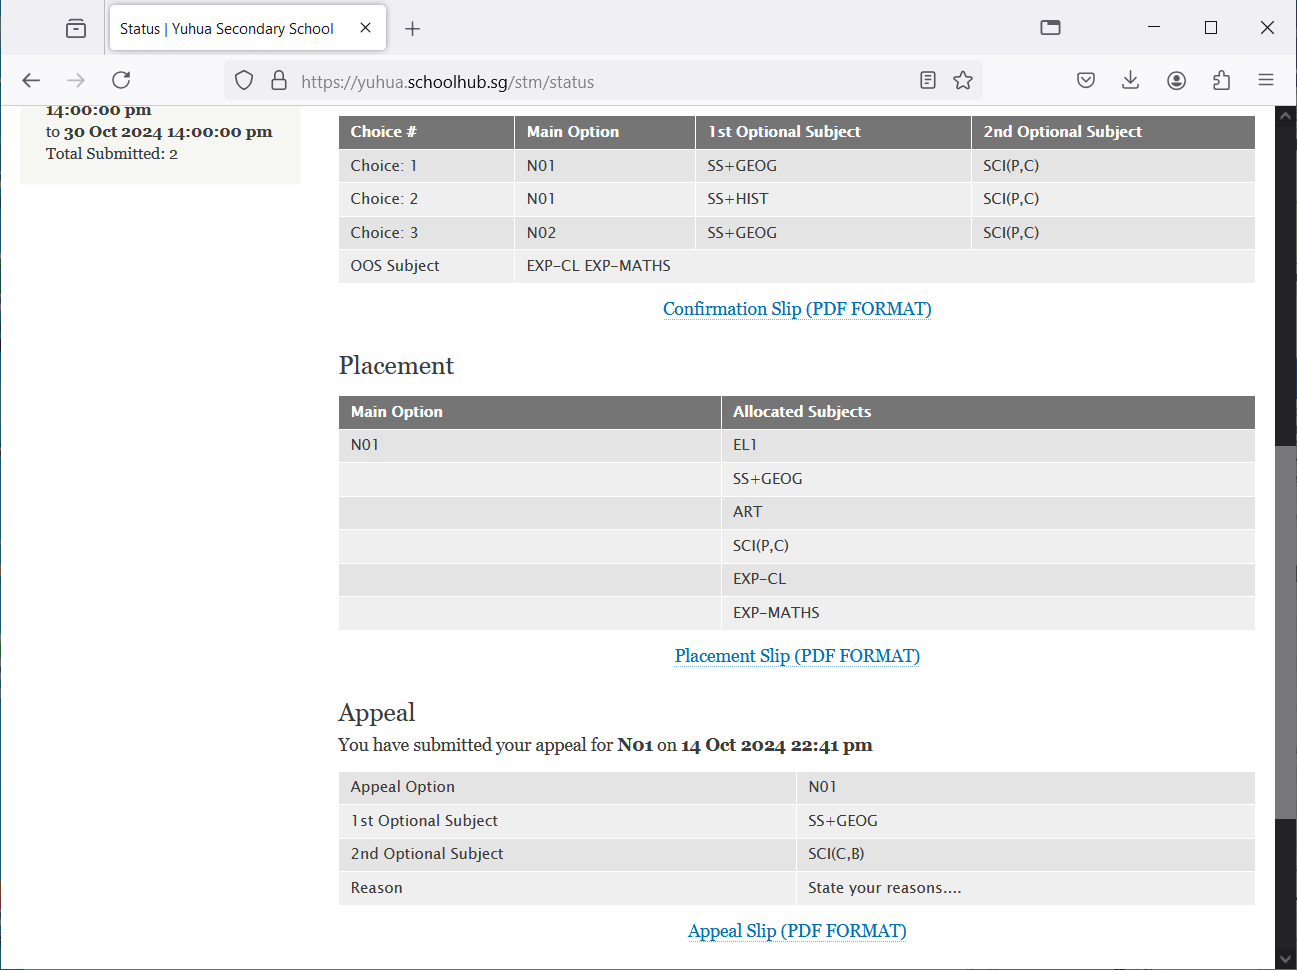 Status | Yuhua Secondary School
https://yuhua.schoolhub.sg/stm/status
14:00:00 pm
to 30 Oct 2024 14:00:00 pm
Total Submitted: 2
Choice # Main Option 1st Optional Subject 2nd Optional Subject
Choice: 1 N01 SS+GEOG SCI(P,C)
Choice: 2 N01 SS+HIST SCI(P,C)
Choice: 3 N02 SS+GEOG SCI(P,C)
OOS Subject EXP-CL EXP-MATHS
Confirmation Slip (PDF FORMAT)
Placement
Main Option Allocated Subjects
N01 EL1
SS+GEOG
ART
SCI(P,C)
EXP-CL
EXP-MATHS
Placement Slip (PDF FORMAT)
Appeal
You have submitted your appeal for N01 on 14 Oct 2024 22:41 pm
Appeal Option N01
1st Optional Subject SS+GEOG
2nd Optional Subject SCI(C,B)
Reason State your reasons....
Appeal Slip (PDF FORMAT)